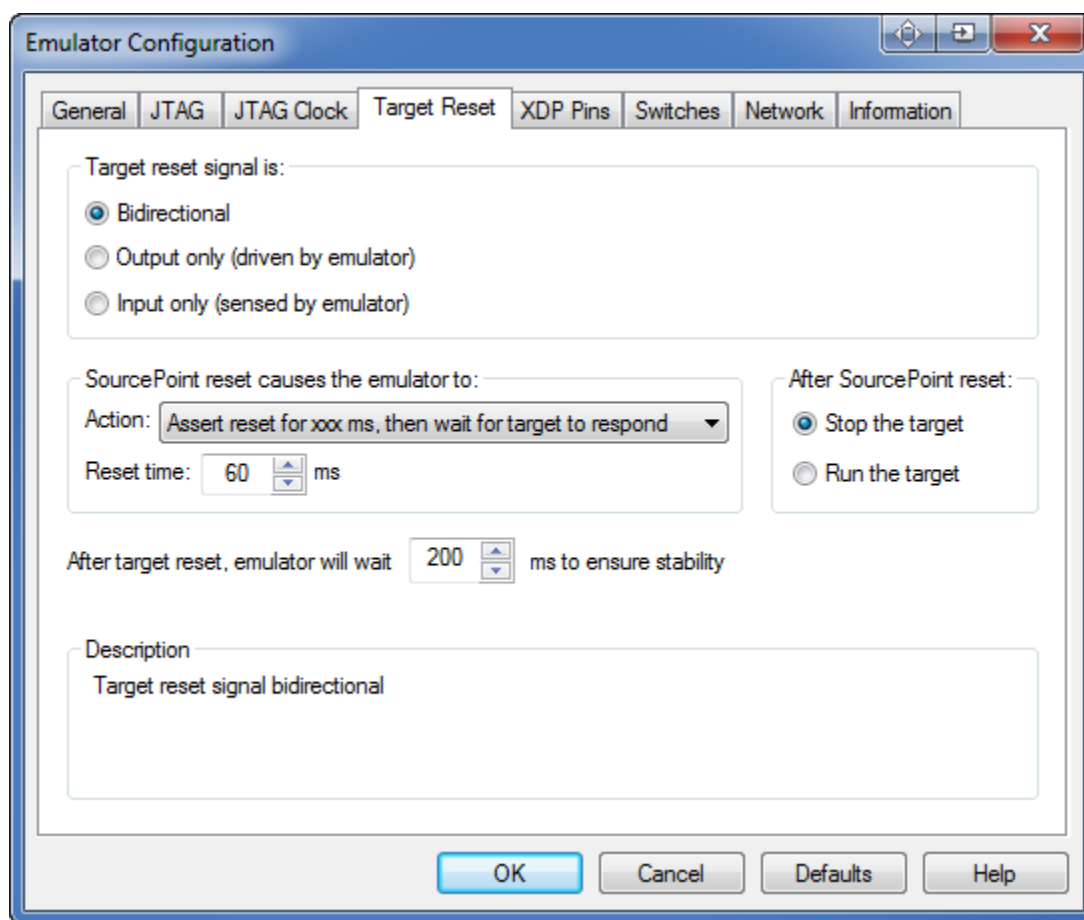 Emulator Configuration
General JTAG JTAG Clock Target Reset XDP Pins Switches Network Information
Target reset signal is:
Bidirectional
Output only (driven by emulator)
Input only (sensed by emulator)
SourcePoint reset causes the emulator to:
Action: Assert reset for xxx ms, then wait for target to respond
Reset time: 60 ms
After SourcePoint reset:
Stop the target
Run the target
After target reset, emulator will wait 200 ms to ensure stability
Description
Target reset signal bidirectional
OK Cancel Defaults Help